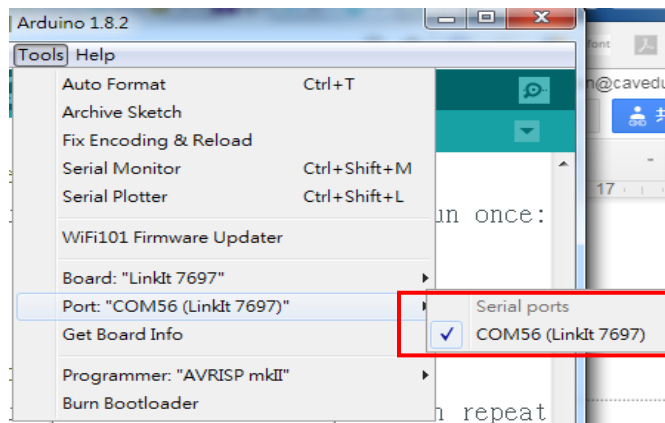 Arduino 1.8.2
Tools Help
Auto Format Ctrl+T
Archive Sketch
Fix Encoding & Reload
Serial Monitor Ctrl+Shift+M
Serial Plotter Ctrl+Shift+L
WiFi101 Firmware Updater
Board: "LinkIt 7697"
Port: "COM56 (LinkIt 7697)"
Get Board Info
Programmer: "AVRISP mkII"
Burn Bootloader
Serial ports
COM56 (LinkIt 7697)
un once:
repeat
font
n@cavedu
17